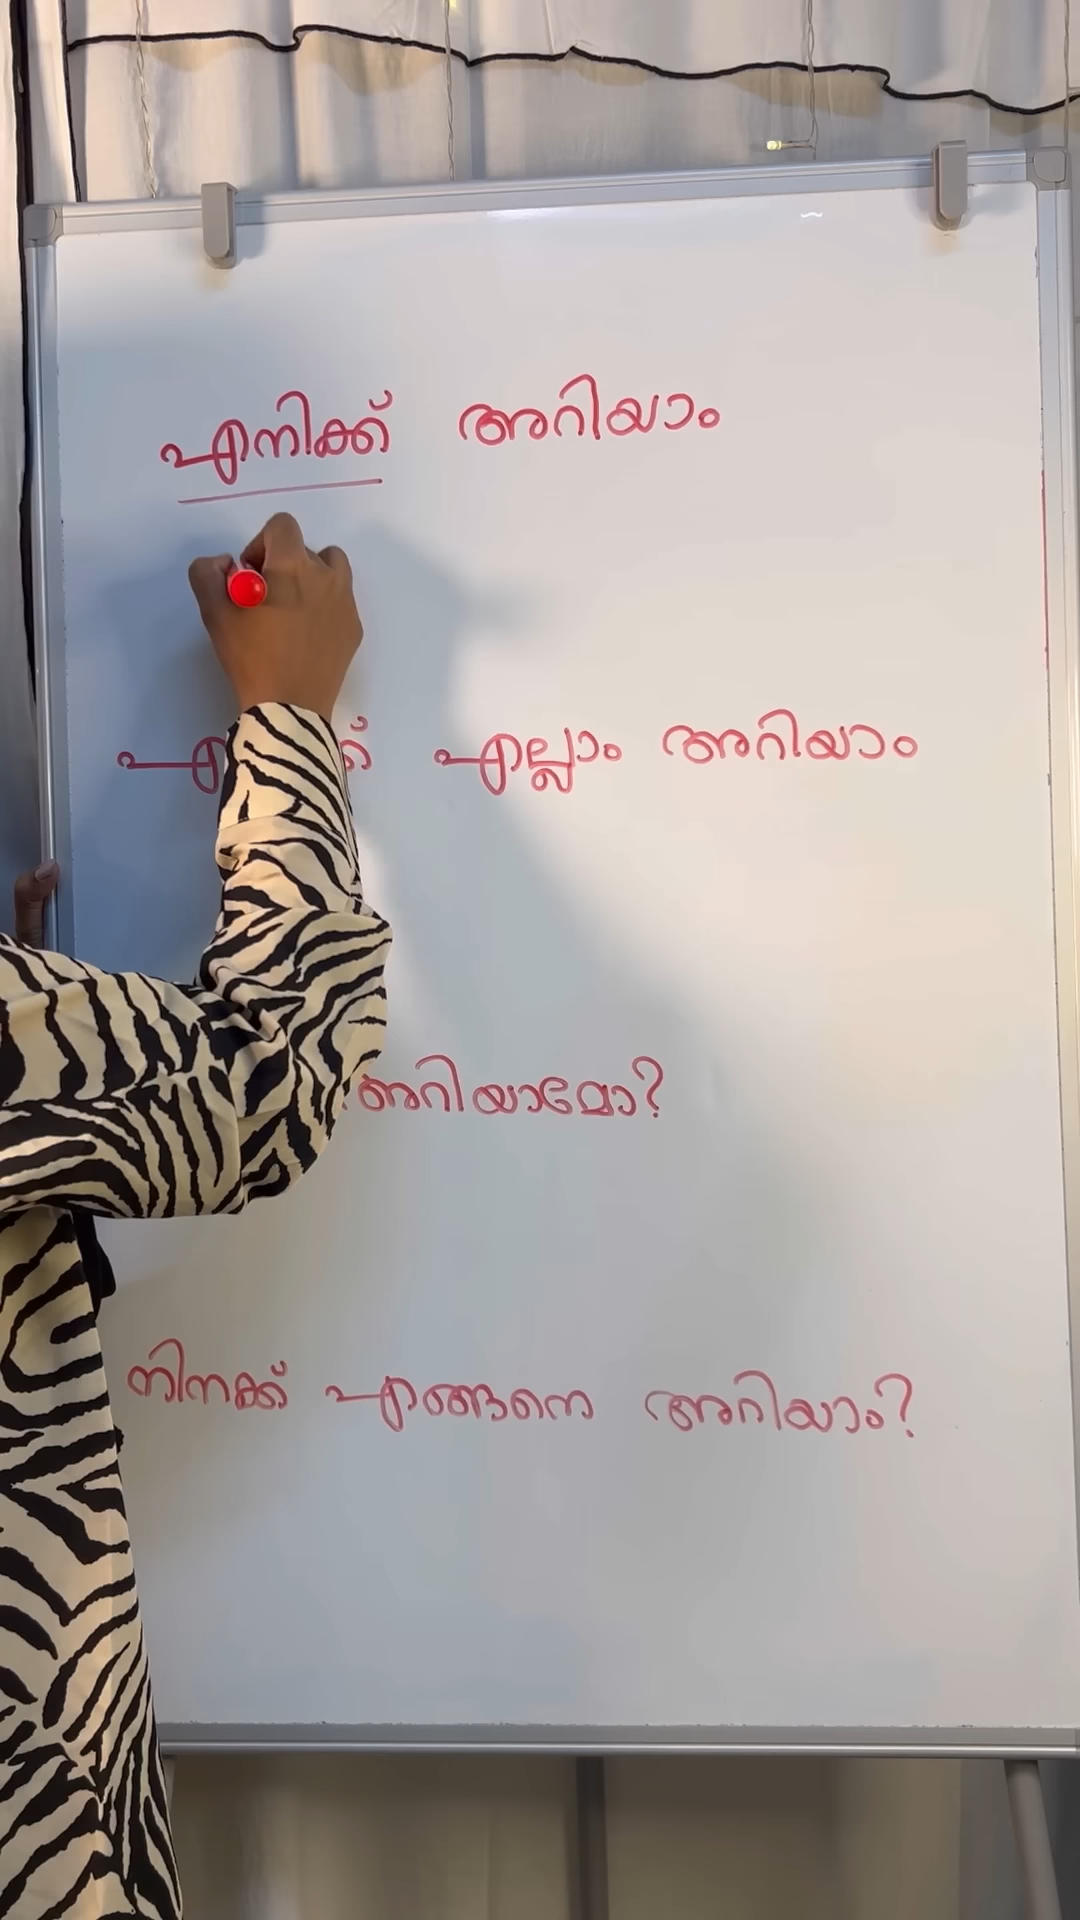 എനിക്ക് അറിയാം
എല്ലാം അറിയാം
അറിയാമോ?
നിനക്ക് എങ്ങനെ അറിയാം?